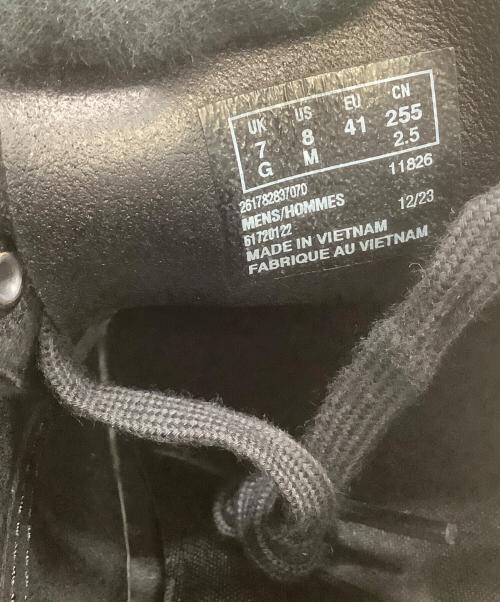 UK US EU CN
7 8 41 255
G M 2.5
11826
261782837070
MENS/HOMMES 12/23
61720122
MADE IN VIETNAM
FABRIQUE AU VIETNAM